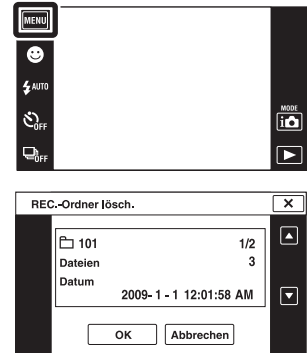 MENU
AUTO
OFF
MODE
OFF
REC.-Ordner lösch.
101 1/2
Dateien 3
Datum
2009- 1 - 1 12:01:58 AM
OK Abbrechen